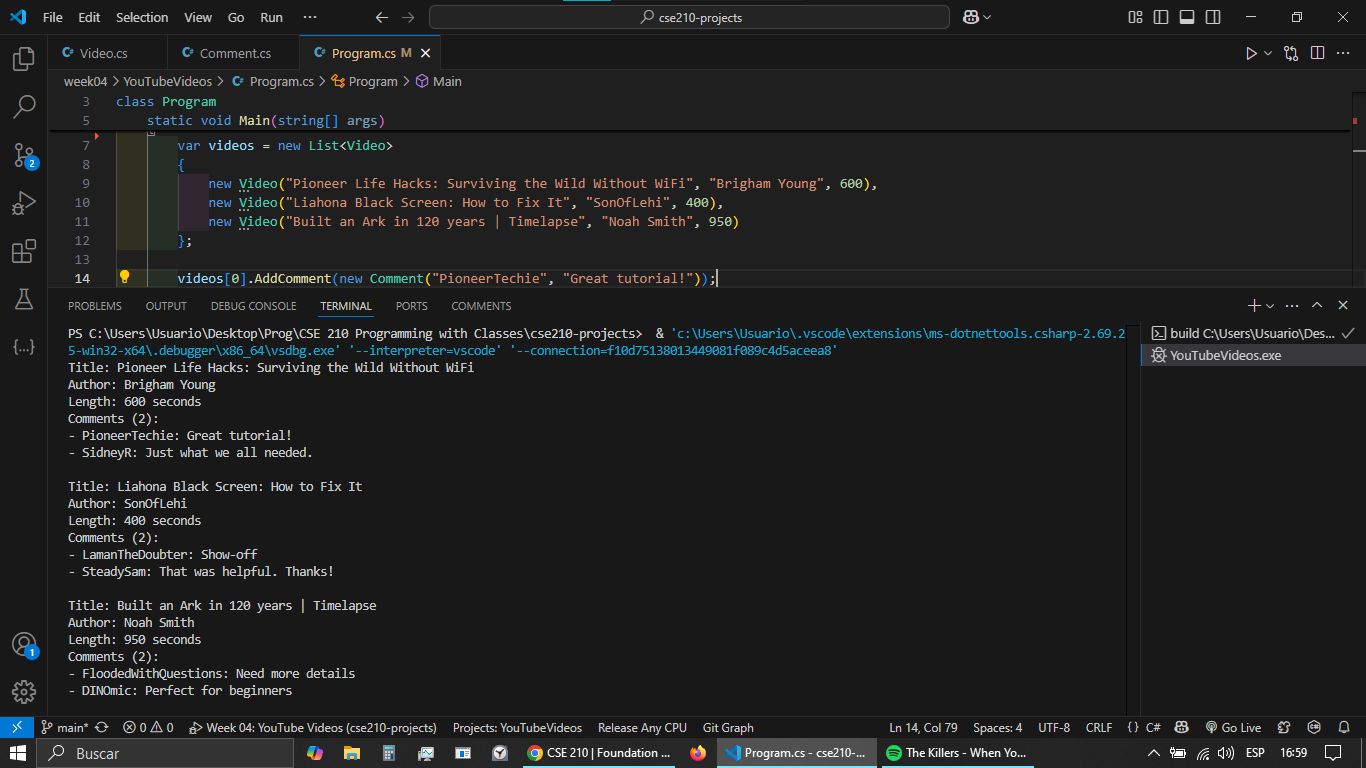 File Edit Selection View Go Run ··· cse210-projects
Video.cs Comment.cs Program.cs M
week04 > YouTubeVideos > Program.cs > Program > Main
3 class Program
5 static void Main(string[] args)
7 var videos = new List<Video>
8 {
9 new Video("Pioneer Life Hacks: Surviving the Wild Without WiFi", "Brigham Young", 600),
10 new Video("Liahona Black Screen: How to Fix It", "SonOfLehi", 400),
11 new Video("Built an Ark in 120 years | Timelapse", "Noah Smith", 950)
12 };
13
14 videos[0].AddComment(new Comment("PioneerTechie", "Great tutorial!"));
PROBLEMS OUTPUT DEBUG CONSOLE TERMINAL PORTS COMMENTS
PS C:\Users\Usuario\Desktop\Prog\CSE 210 Programming with Classes\cse210-projects> & 'c:\Users\Usuario\.vscode\extensions\ms-dotnettools.csharp-2.69.2
5-win32-x64\.debugger\x86_64\vsdbg.exe' '--interpreter=vscode' '--connection=f10d75138013449081f089c4d5aceea8'
build C:\Users\Usuario\Des...
YouTubeVideos.exe
Title: Pioneer Life Hacks: Surviving the Wild Without WiFi
Author: Brigham Young
Length: 600 seconds
Comments (2):
- PioneerTechie: Great tutorial!
- SidneyR: Just what we all needed.
Title: Liahona Black Screen: How to Fix It
Author: SonOfLehi
Length: 400 seconds
Comments (2):
- LamanTheDoubter: Show-off
- SteadySam: That was helpful. Thanks!
Title: Built an Ark in 120 years | Timelapse
Author: Noah Smith
Length: 950 seconds
Comments (2):
- FloodedWithQuestions: Need more details
- DINOmic: Perfect for beginners
2
1
main* 0 0 Week 04: YouTube Videos (cse210-projects) Projects: YouTubeVideos Release Any CPU Git Graph Ln 14, Col 79 Spaces: 4 UTF-8 CRLF {} C# Go Live
Buscar CSE 210 | Foundation ... Program.cs - cse210-... The Killers - When Yo... ESP 16:59